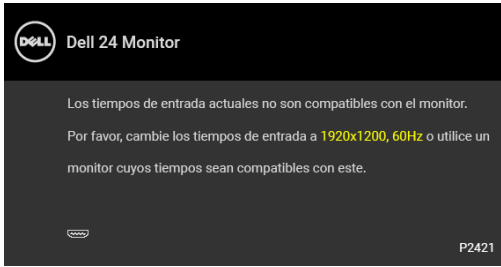 DELL
Dell 24 Monitor
Los tiempos de entrada actuales no son compatibles con el monitor.
Por favor, cambie los tiempos de entrada a 1920x1200, 60Hz o utilice un
monitor cuyos tiempos sean compatibles con este.
P2421